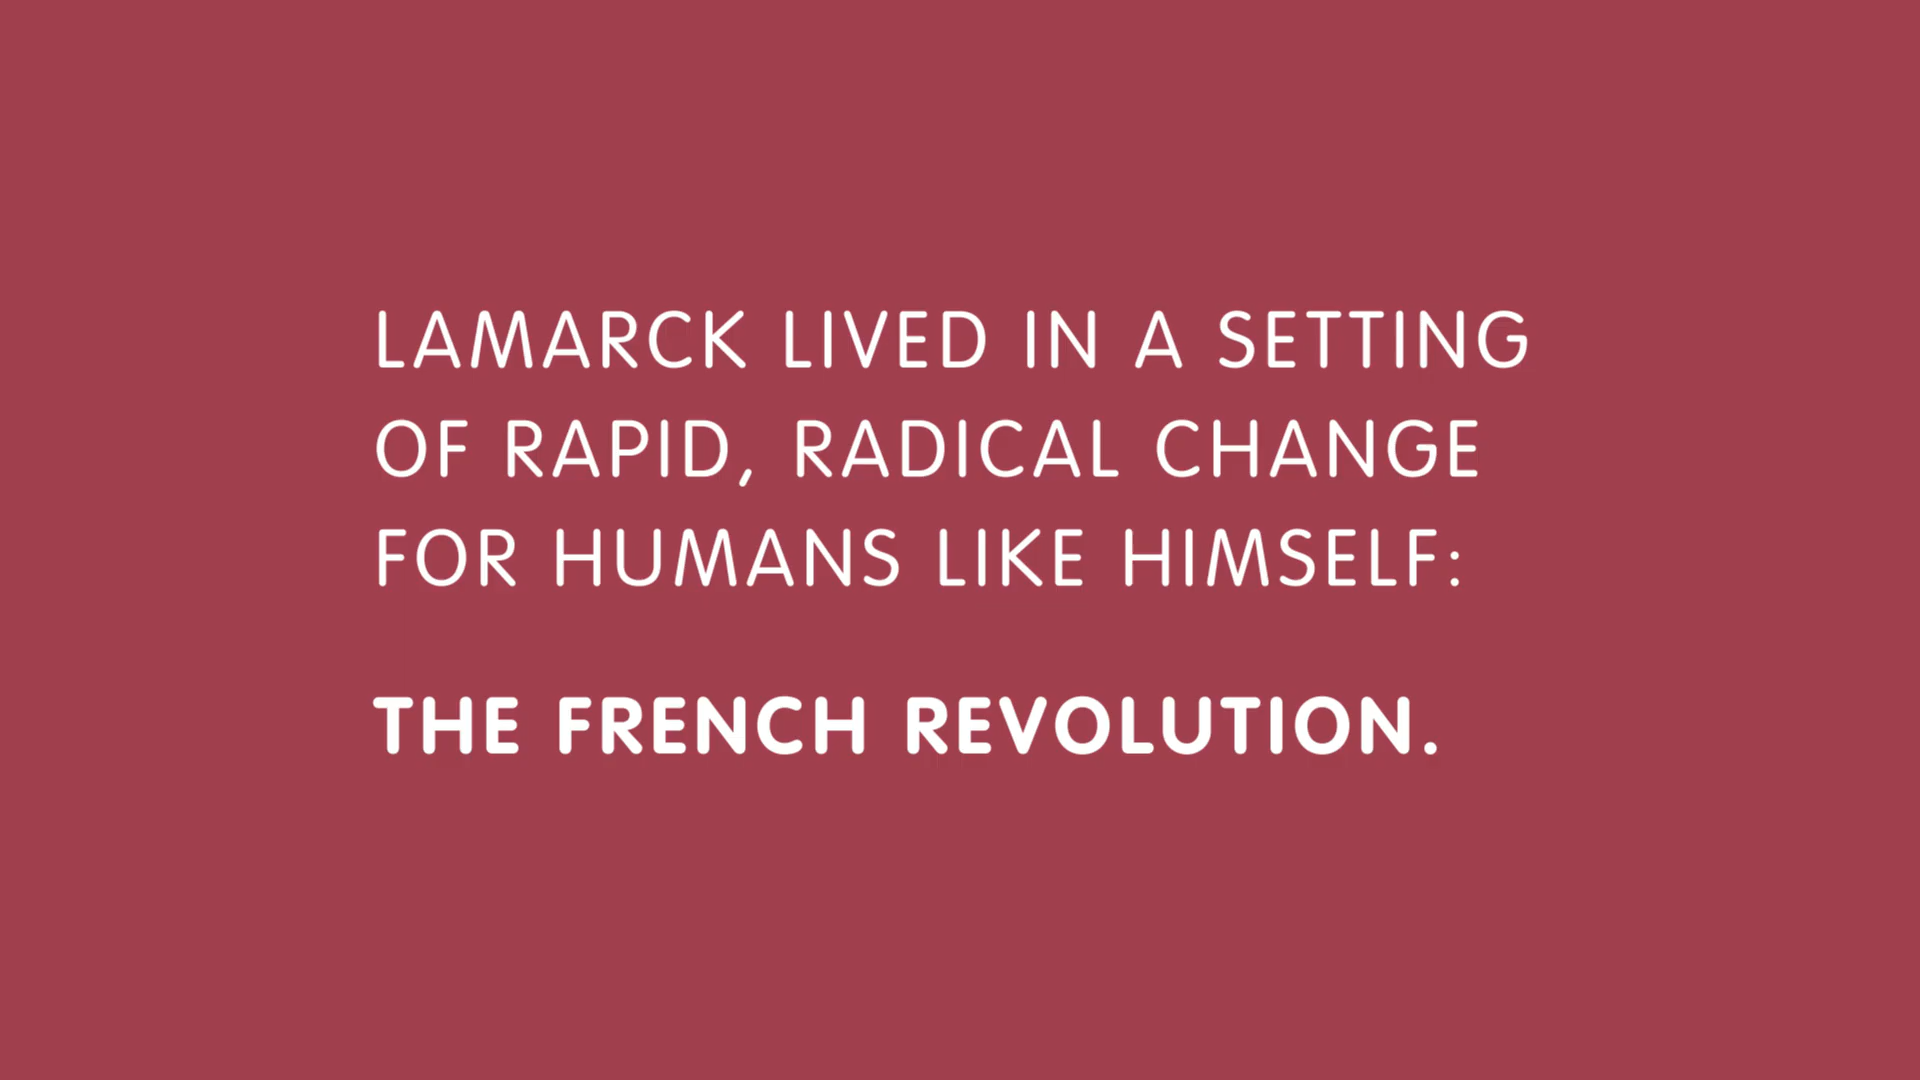 LAMARCK LIVED IN A SETTING
OF RAPID, RADICAL CHANGE
FOR HUMANS LIKE HIMSELF:
THE FRENCH REVOLUTION.